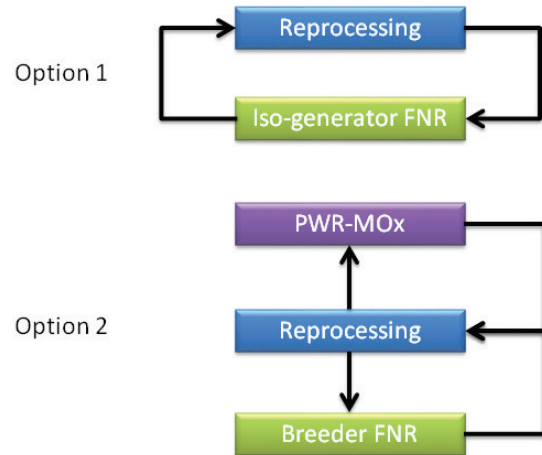 Option 1
Reprocessing
Iso-generator FNR
Option 2
PWR-MOx
Reprocessing
Breeder FNR